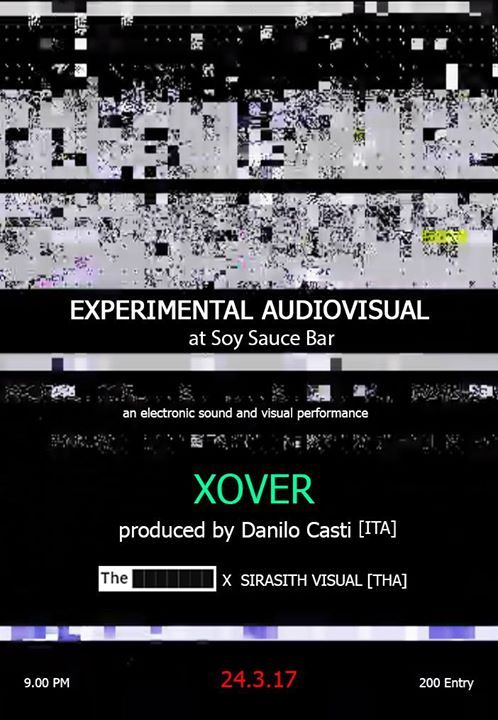 EXPERIMENTAL AUDIOVISUAL
at Soy Sauce Bar
an electronic sound and visual performance
XOVER
produced by Danilo Casti [ITA]
The X SIRASITH VISUAL [THA]
9.00 PM 24.3.17 200 Entry